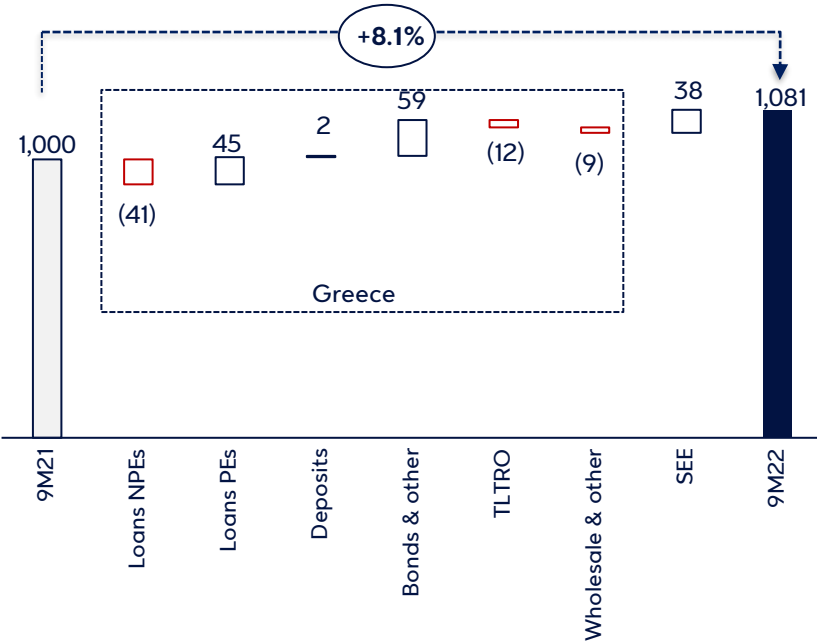 +8.1%
1,000
(41)
45
2
59
(12)
(9)
38
1,081
Greece
9M21
Loans NPEs
Loans PEs
Deposits
Bonds & other
TLTRO
Wholesale & other
SEE
9M22